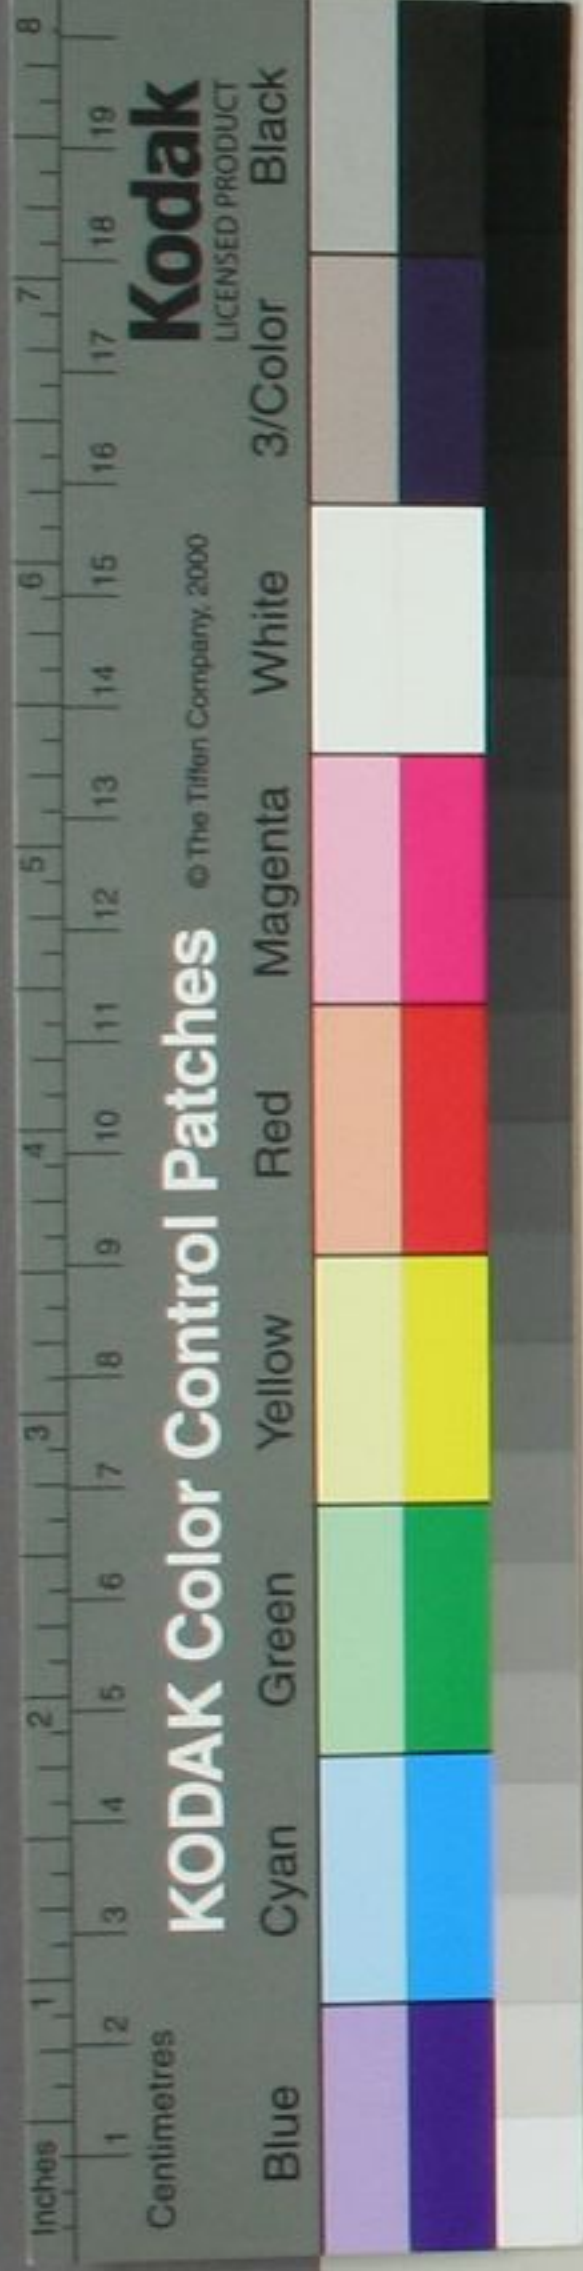 Inches 1 2 3 4 5 6 7 8
Centimetres 1 2 3 4 5 6 7 8 9 10 11 12 13 14 15 16 17 18 19
KODAK Color Control Patches © The Tiffen Company, 2000 Kodak
LICENSED PRODUCT
Blue Cyan Green Yellow Red Magenta White 3/Color Black